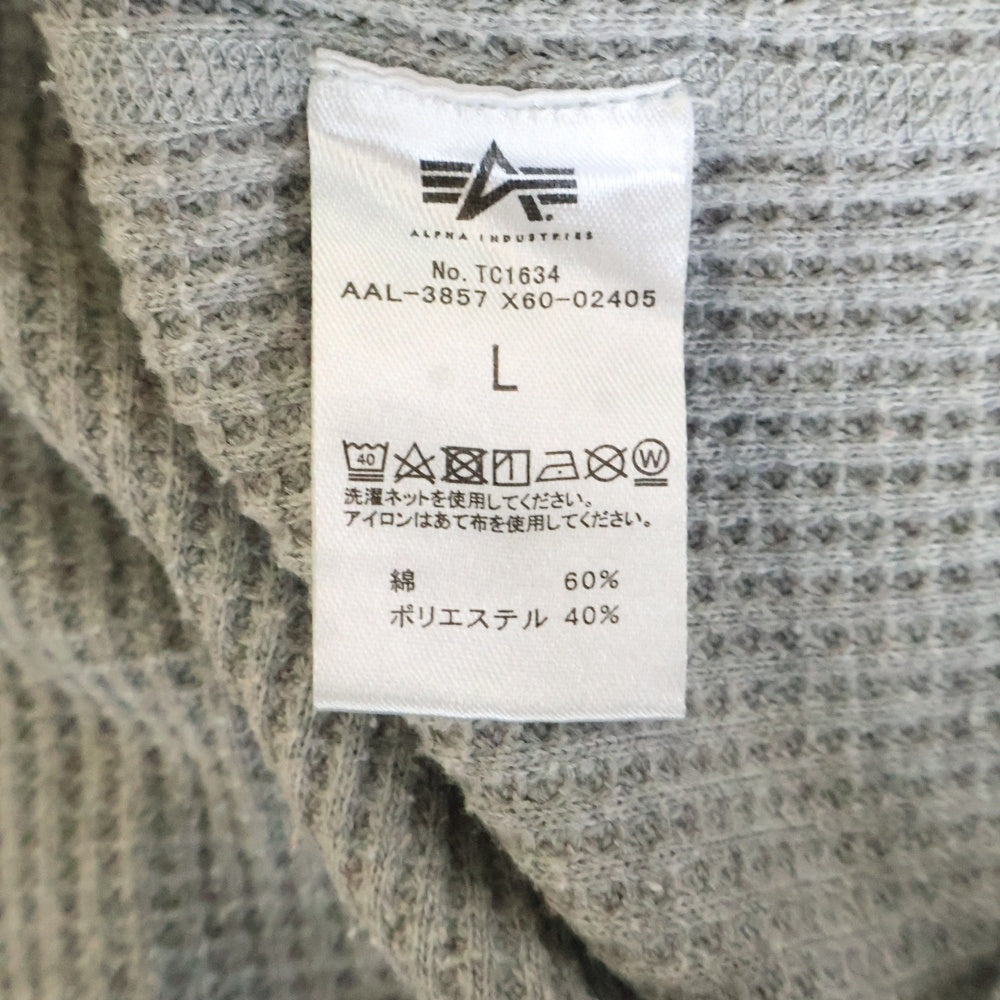 ALPHA INDUSTRIES
No. TC1634
AAL-3857 X60-02405
L
40 W
洗濯ネットを使用してください。
アイロンはあて布を使用してください。
綿 60%
ポリエステル 40%